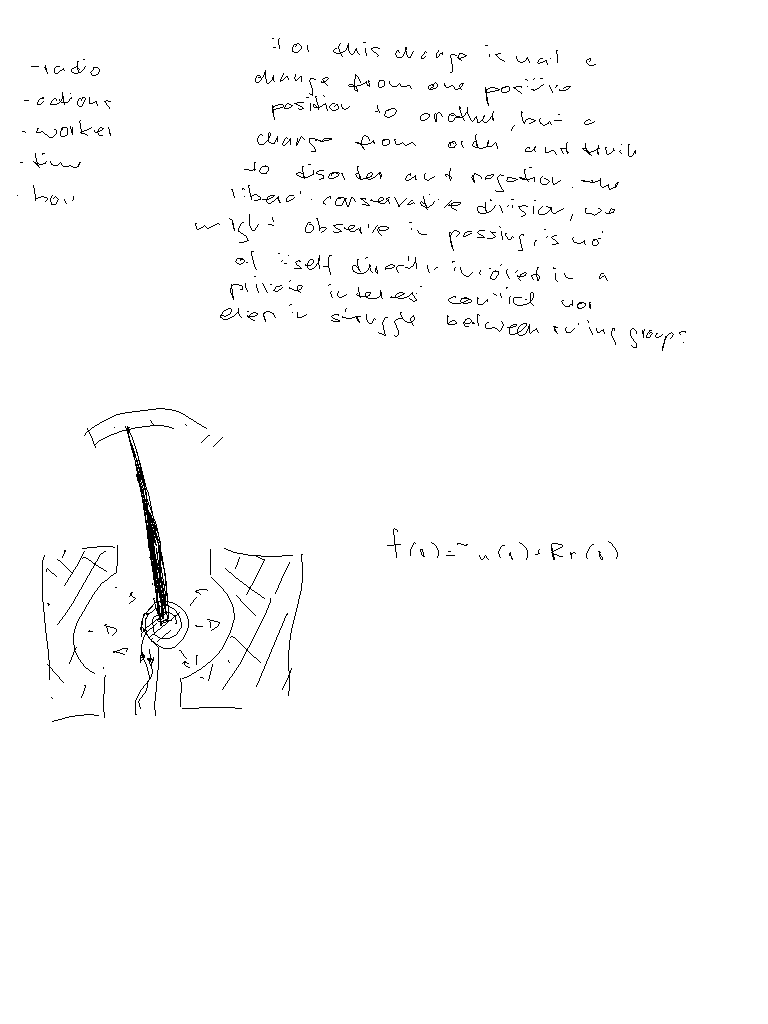 -radio
-actions
-worker
-time
For this change is not a
change from one positive
position to another, but a
change from order and truth
to disorder and negation. The
liberal-conservative division, we
might observe in passing, is not
of itself directly involved in a
private interest conflict nor
even in struggle between ruling groups